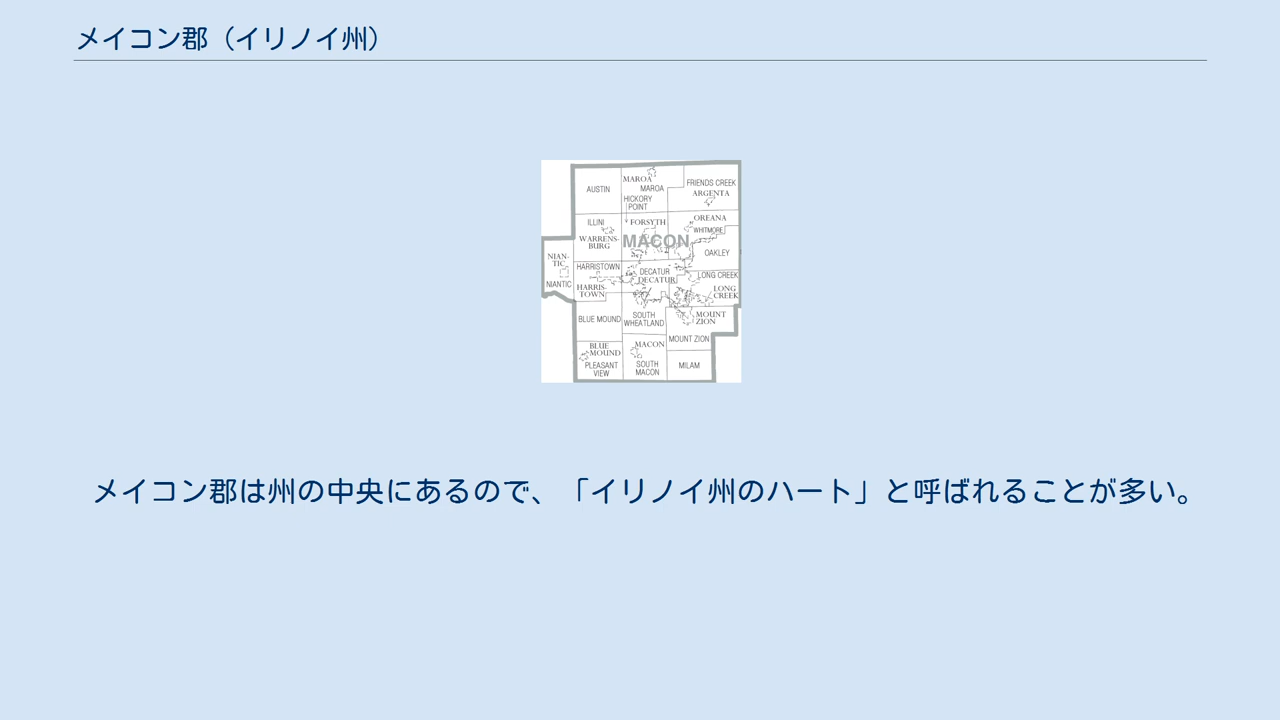 メイコン郡（イリノイ州）
MAROA
FRIENDS CREEK
AUSTIN
MAROA
ARGENTA
HICKORY
POINT
ILLINI
FORSYTH
OREANA
WHITMORE
WARRENS-
BURG
MACON
OAKLEY
NIAN-
TIC
HARRISTOWN
DECATUR
DECATUR
LONG CREEK
NIANTIC
HARRIS-
TOWN
LONG
CREEK
BLUE MOUND
SOUTH
WHEATLAND
MOUNT
ZION
MOUNT ZION
BLUE
MOUND
MACON
PLEASANT
VIEW
SOUTH
MACON
MILAM
メイコン郡は州の中央にあるので、「イリノイ州のハート」と呼ばれることが多い。